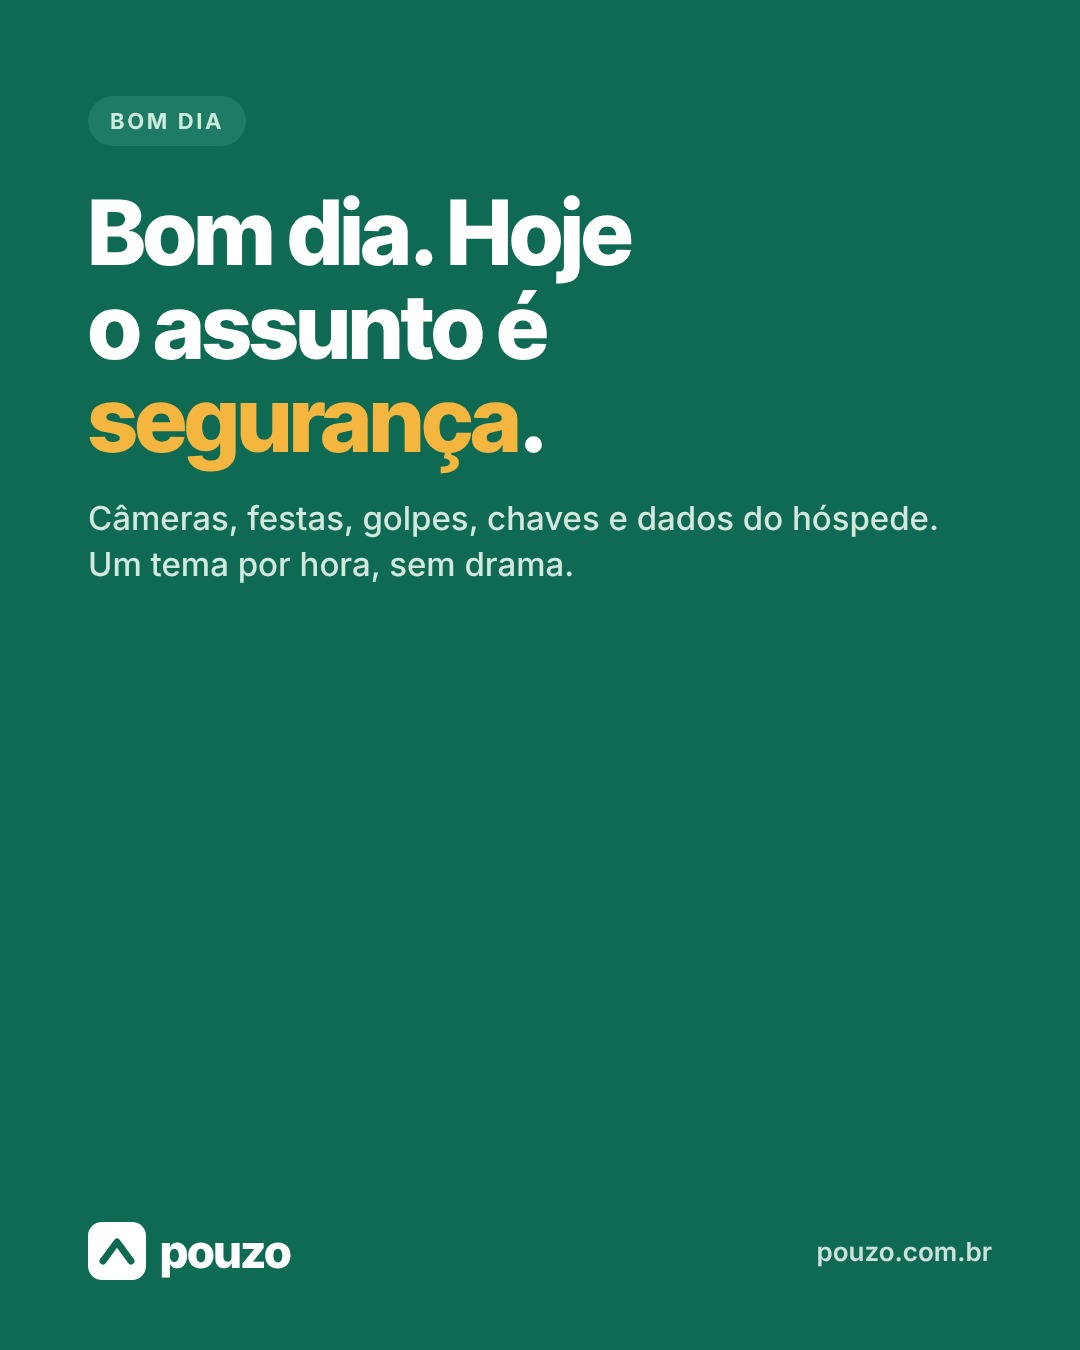 BOM DIA
Bom dia. Hoje
o assunto é
segurança.
Câmeras, festas, golpes, chaves e dados do hóspede.
Um tema por hora, sem drama.
pouzo
pouzo.com.br